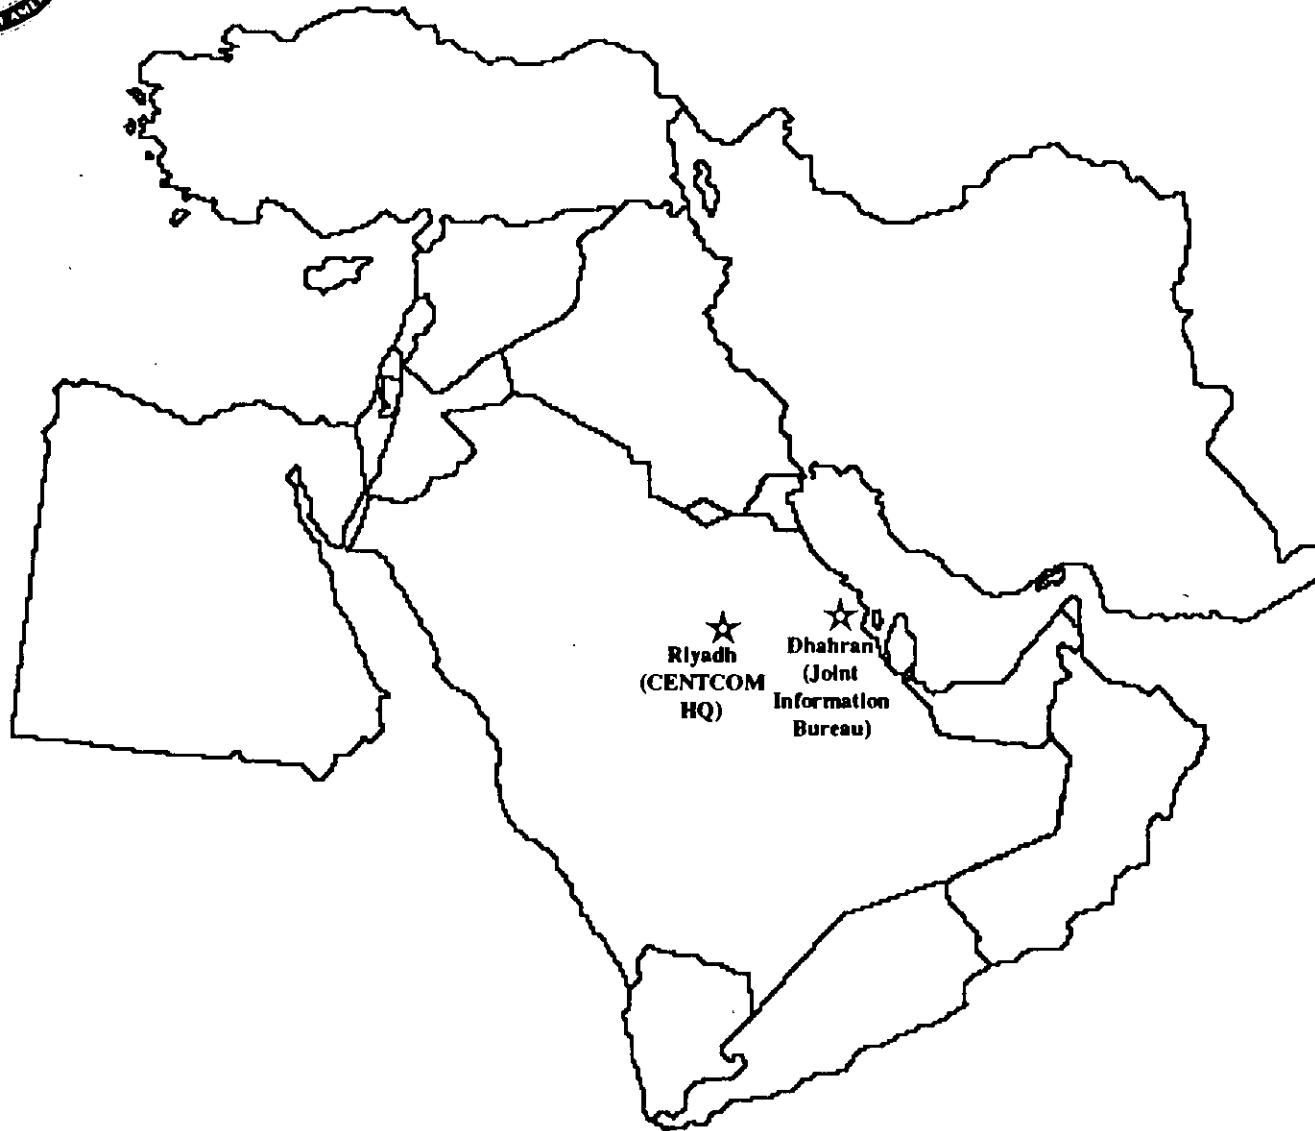 Riyadh
(CENTCOM
HQ)
Dhahran
(Joint
Information
Bureau)